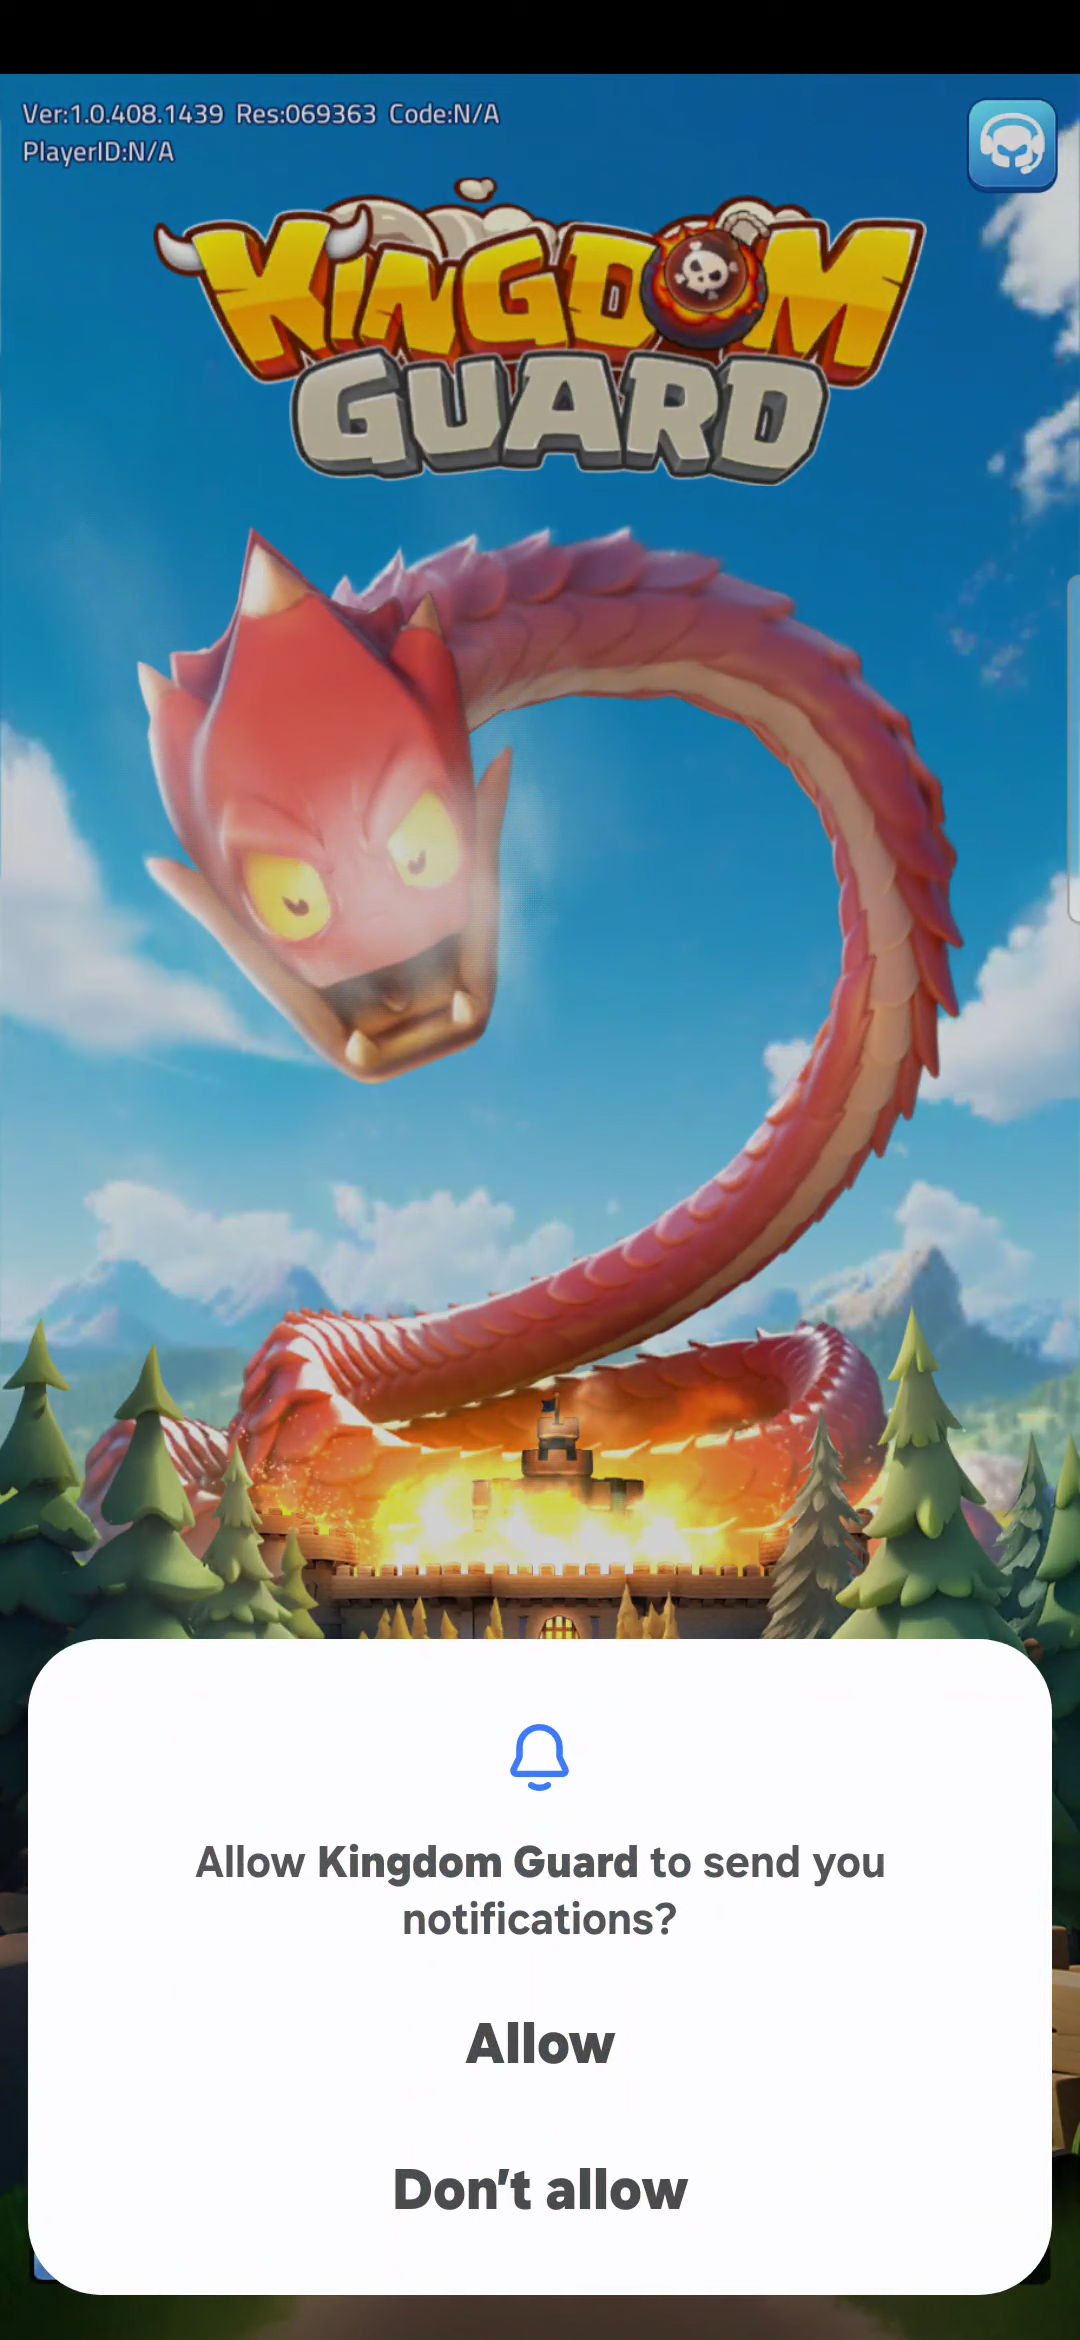 Ver:1.0.408.1439 Res:069363 Code:N/A
PlayerID:N/A
KINGDOM
GUARD
Allow Kingdom Guard to send you
notifications?
Allow
Don't allow